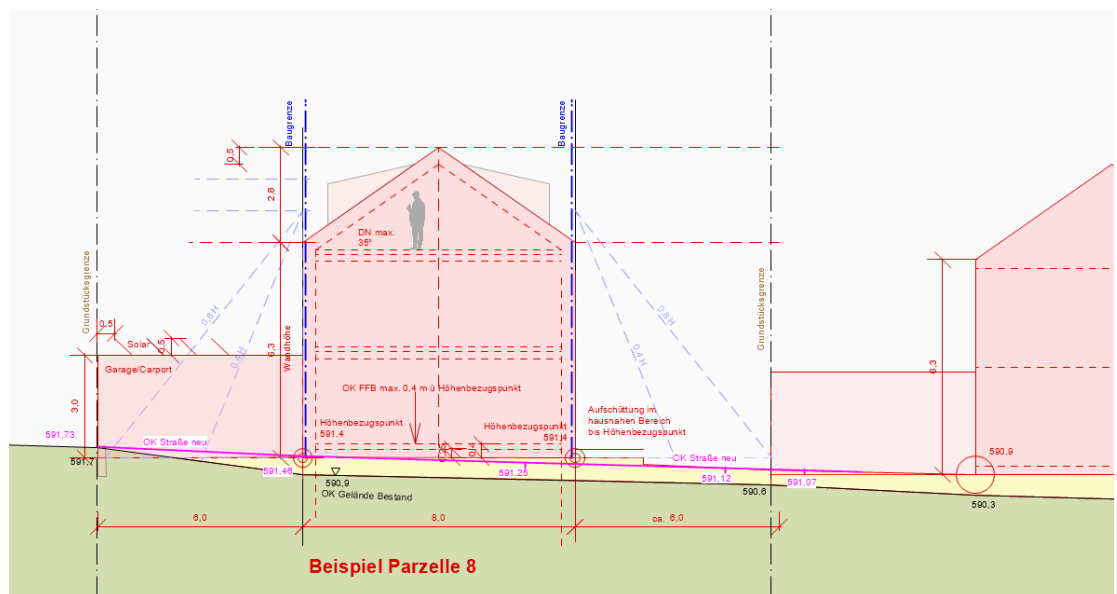 Baugrenze
Baugrenze
0,5
2,8
DN max.
35°
Grundstücksgrenze
Grundstücksgrenze
0,8 H
0,4 H
0,4 H
0,8 H
0,5
Solar
0,5
Garage/Carport
6,3
Wandhöhe
6,3
3,0
OK FFB max. 0,4 m ü Höhenbezugspunkt
Höhenbezugspunkt
591.4
Höhenbezugspunkt
591.4
Aufschüttung im
hausnahen Bereich
bis Höhenbezugspunkt
0,4
591,73
OK Straße neu
591,7
591,46
591,25
OK Straße neu
591,12
591,07
590,9
590,9
OK Gelände Bestand
590,6
590,3
6,0
8,0
ca. 6,0
Beispiel Parzelle 8